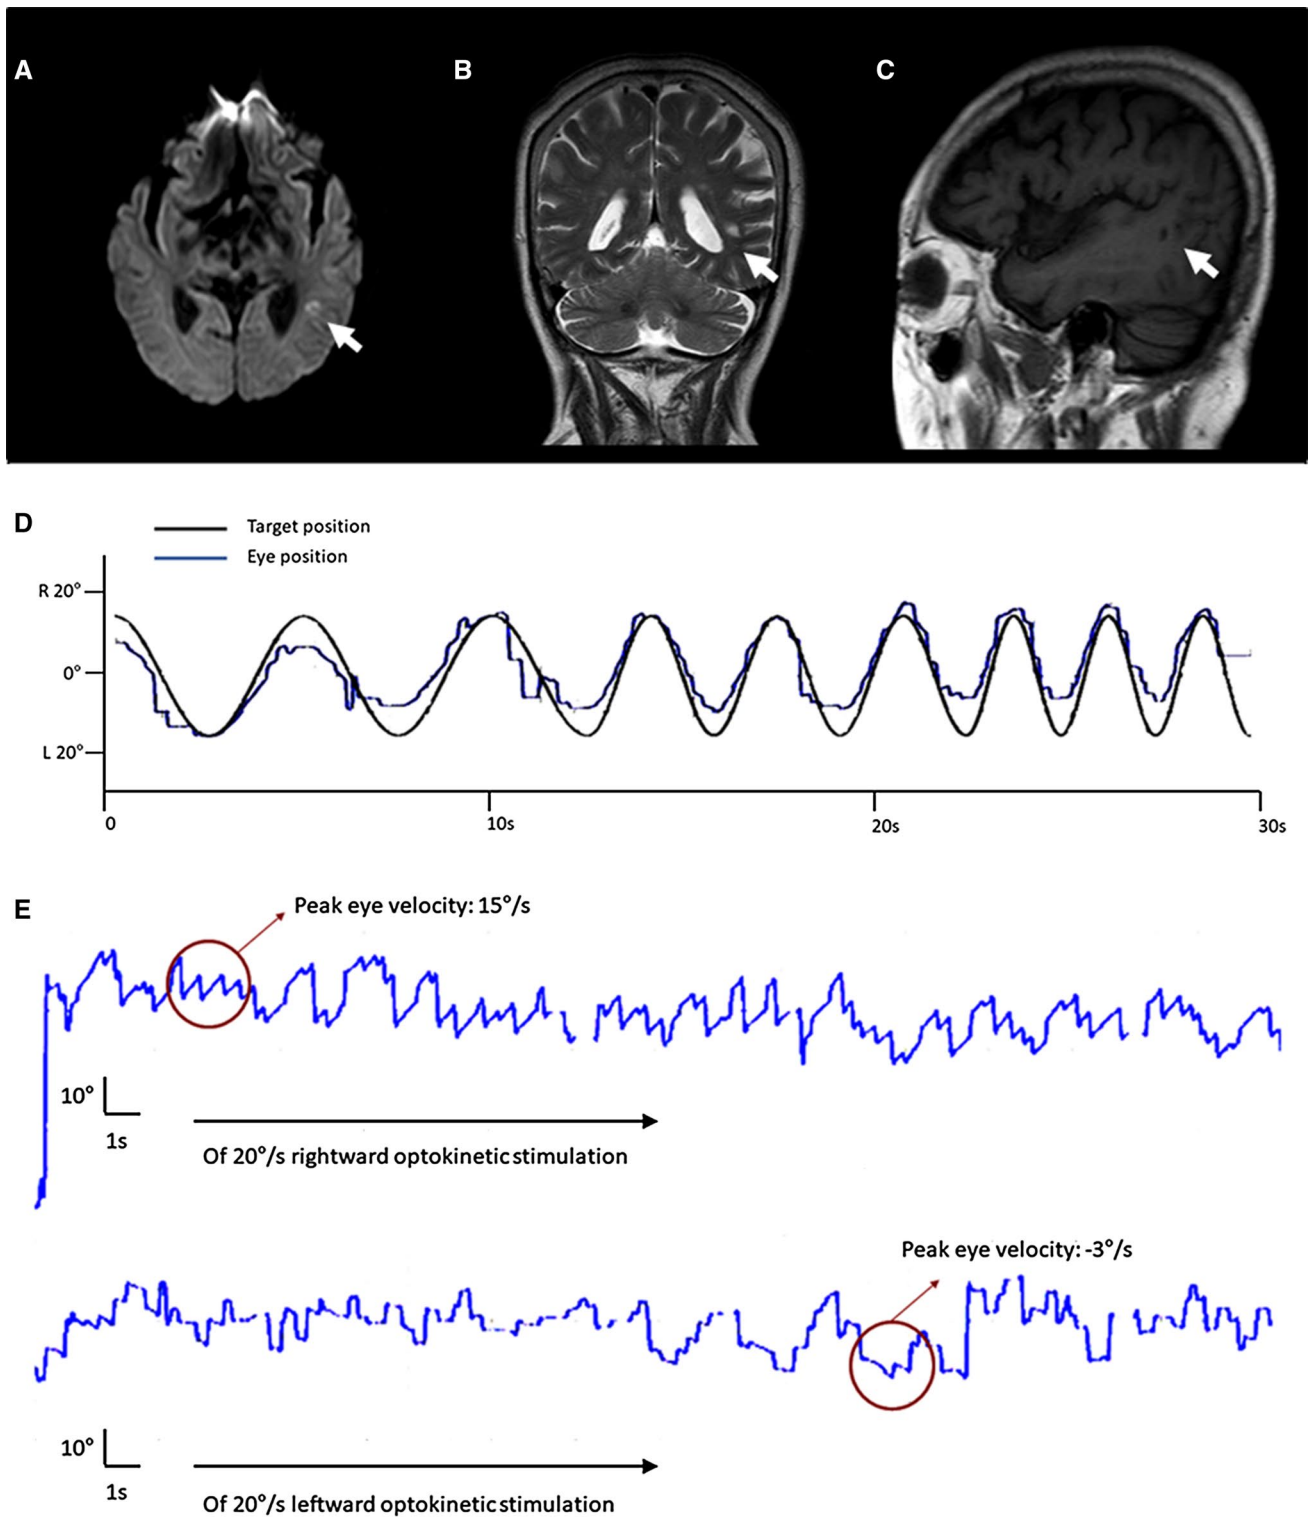 A
B
C
D
Target position
Eye position
R 20°
0°
L 20°
0
10s
20s
30s
E
Peak eye velocity: 15°/s
10°
1s
Of 20°/s rightward optokinetic stimulation
Peak eye velocity: -3°/s
10°
1s
Of 20°/s leftward optokinetic stimulation